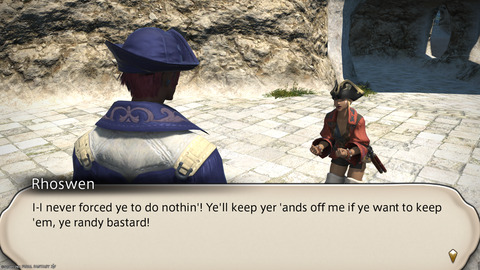 Rhoswen
I-I never forced ye to do nothin'! Ye'll keep yer 'ands off me if ye want to keep
'em, ye randy bastard!